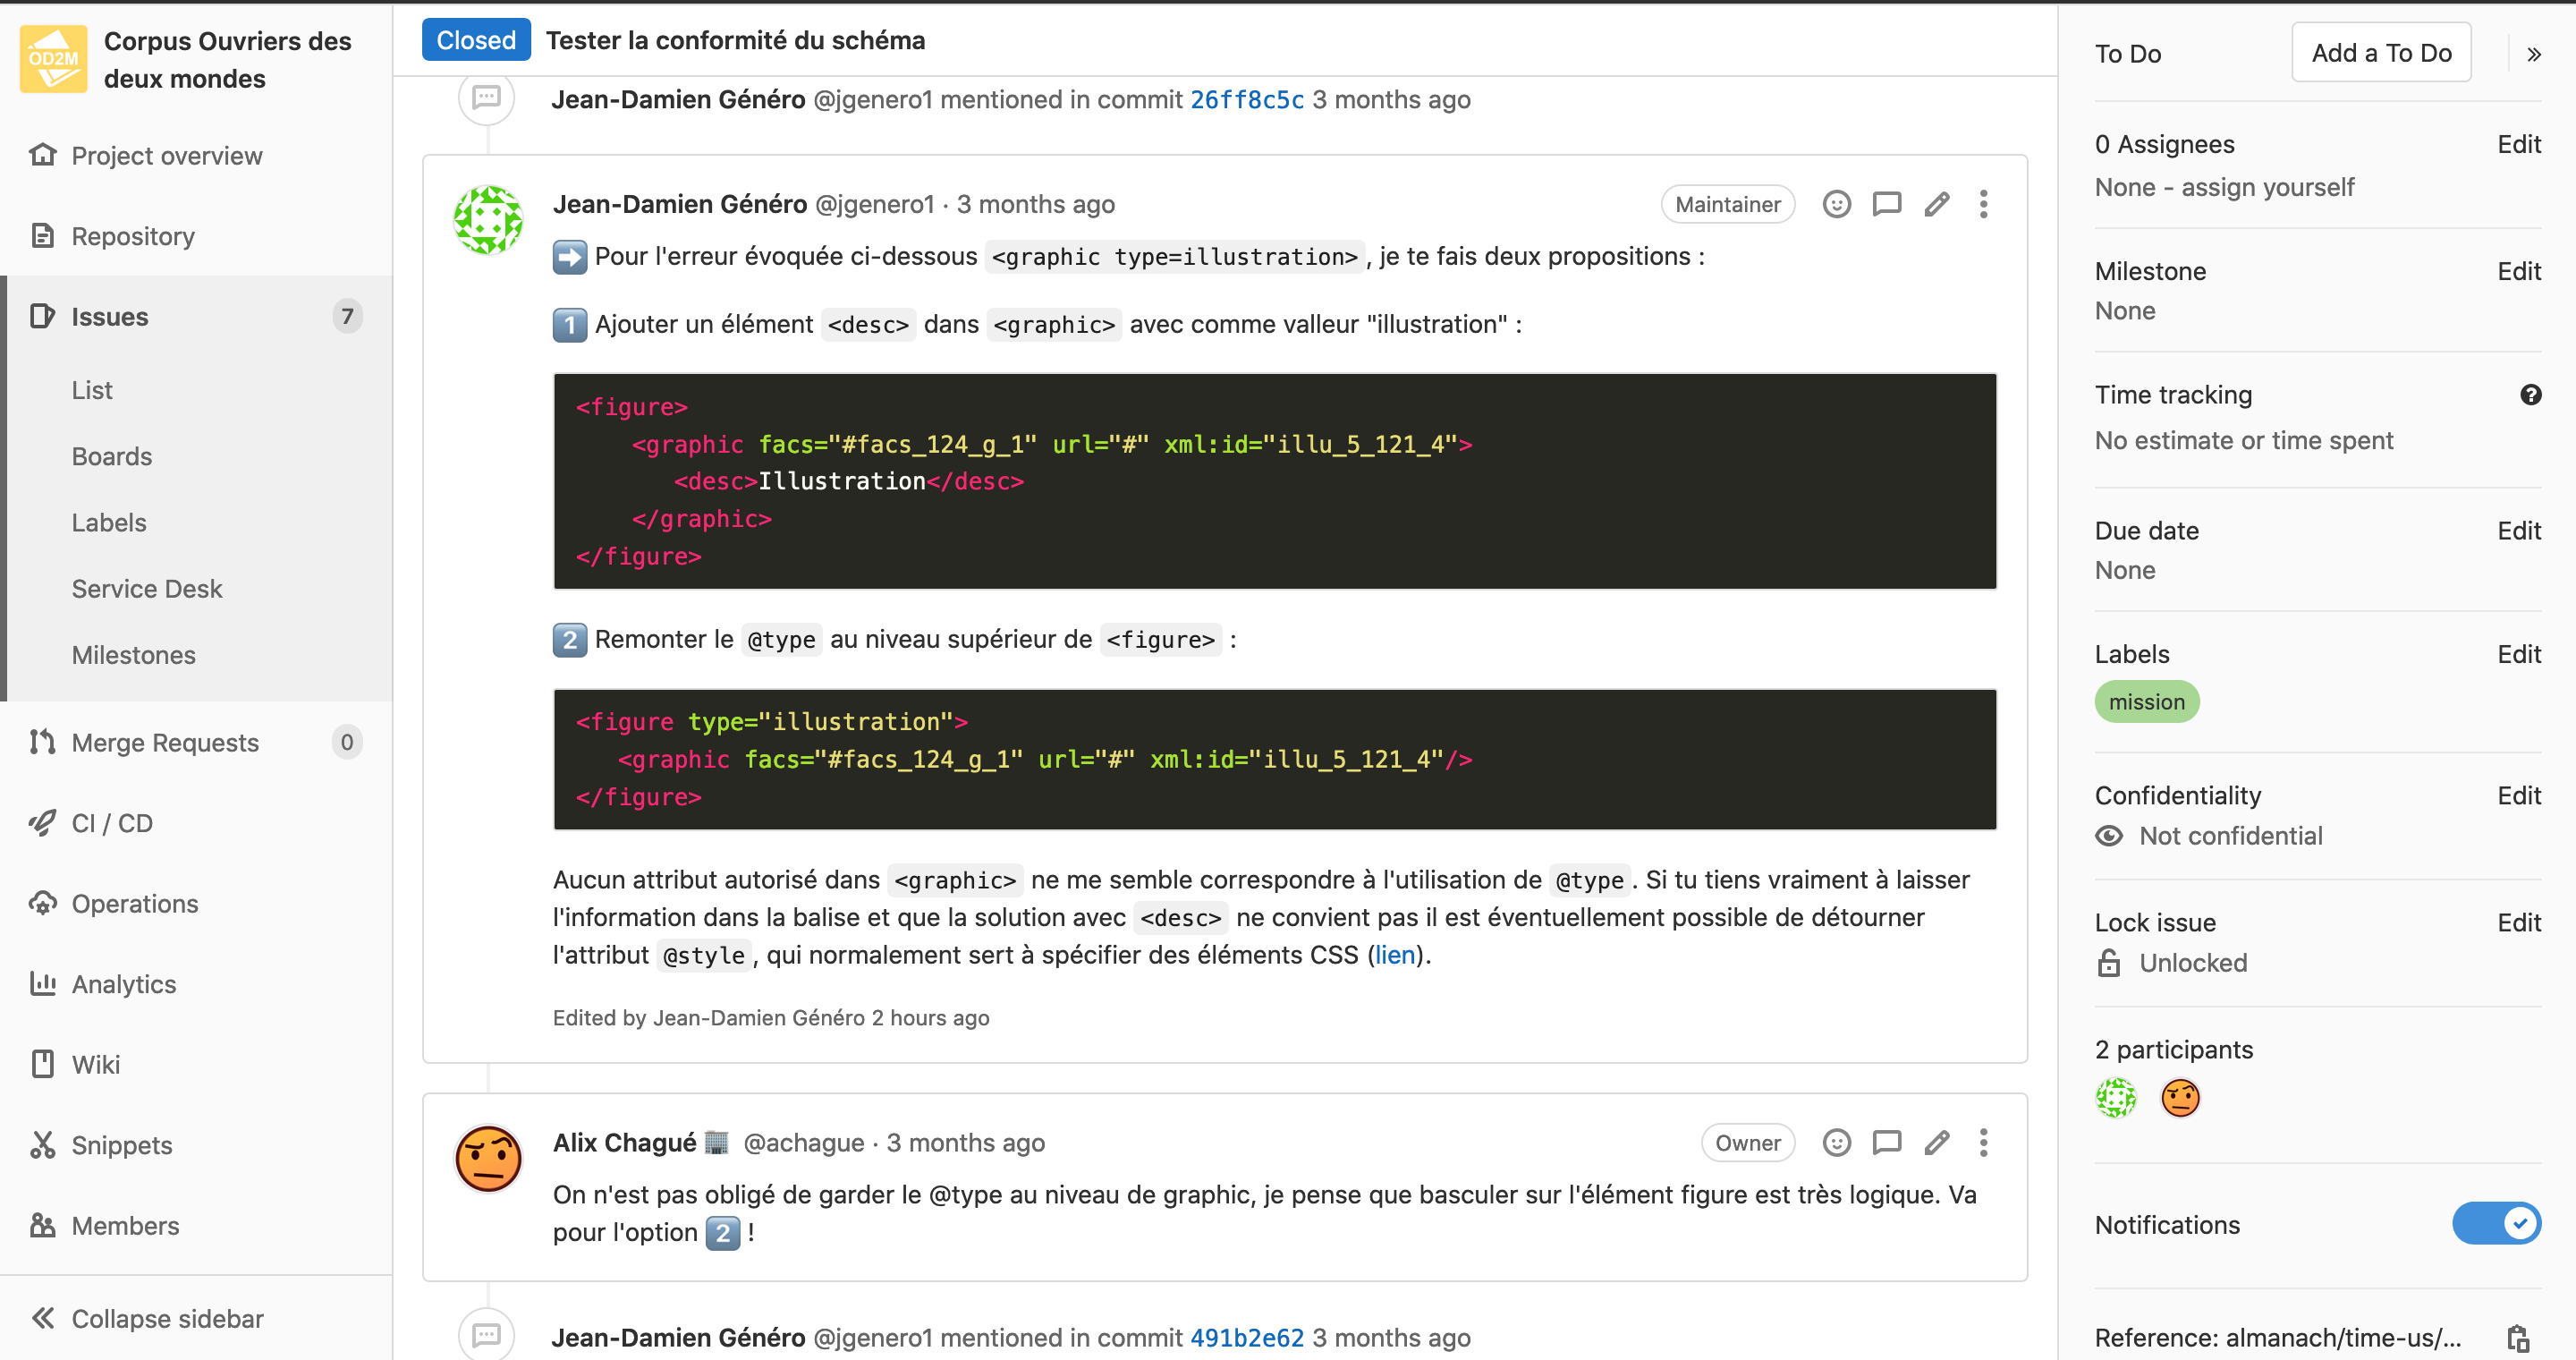 OD2M
Corpus Ouvriers des
deux mondes
Project overview
Repository
Issues 7
List
Boards
Labels
Service Desk
Milestones
Merge Requests 0
CI / CD
Operations
Analytics
Wiki
Snippets
Members
Collapse sidebar
Closed Tester la conformité du schéma
Jean-Damien Généro @jgenero1 mentioned in commit 26ff8c5c 3 months ago
Jean-Damien Généro @jgenero1 · 3 months ago Maintainer
➡️ Pour l'erreur évoquée ci-dessous <graphic type=illustration>, je te fais deux propositions :
1️⃣ Ajouter un élément <desc> dans <graphic> avec comme valeur "illustration" :
<figure>
    <graphic facs="#facs_124_g_1" url="#" xml:id="illu_5_121_4">
       <desc>Illustration</desc>
    </graphic>
</figure>
2️⃣ Remonter le @type au niveau supérieur de <figure> :
<figure type="illustration">
   <graphic facs="#facs_124_g_1" url="#" xml:id="illu_5_121_4"/>
</figure>
Aucun attribut autorisé dans <graphic> ne me semble correspondre à l'utilisation de @type. Si tu tiens vraiment à laisser
l'information dans la balise et que la solution avec <desc> ne convient pas il est éventuellement possible de détourner
l'attribut @style, qui normalement sert à spécifier des éléments CSS (lien).
Edited by Jean-Damien Généro 2 hours ago
Alix Chagué 🏢 @achague · 3 months ago Owner
On n'est pas obligé de garder le @type au niveau de graphic, je pense que basculer sur l'élément figure est très logique. Va
pour l'option 2️⃣ !
Jean-Damien Généro @jgenero1 mentioned in commit 491b2e62 3 months ago
To Do Add a To Do »
0 Assignees Edit
None - assign yourself
Milestone Edit
None
Time tracking ?
No estimate or time spent
Due date Edit
None
Labels Edit
mission
Confidentiality Edit
Not confidential
Lock issue Edit
Unlocked
2 participants
Notifications
Reference: almanach/time-us/...